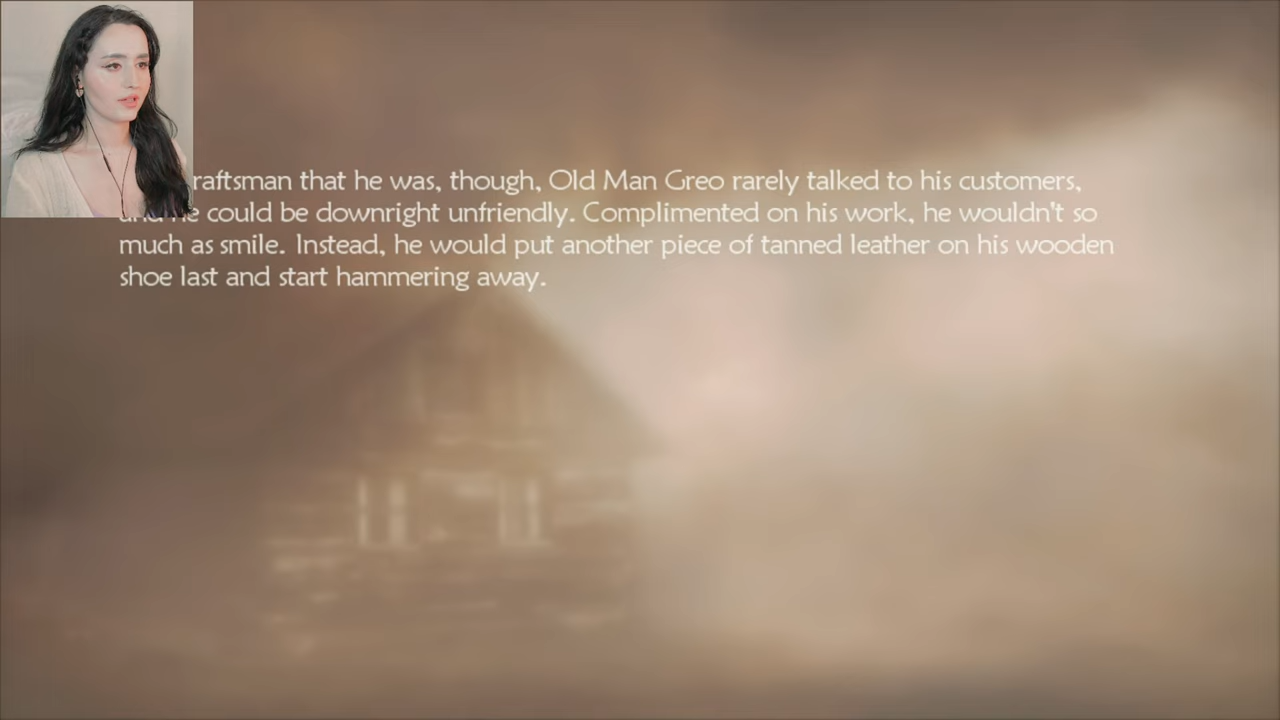 raftsman that he was, though, Old Man Greo rarely talked to his customers,
could be downright unfriendly. Complimented on his work, he wouldn't so
much as smile. Instead, he would put another piece of tanned leather on his wooden
shoe last and start hammering away.